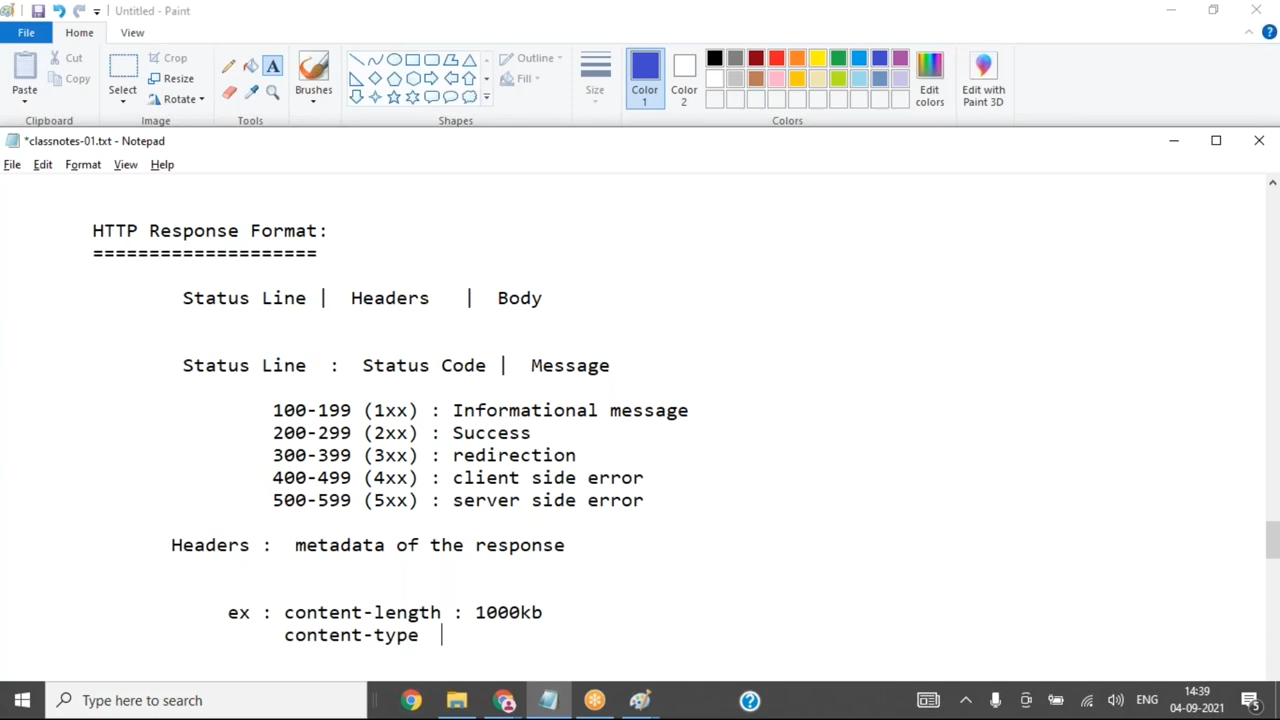 Untitled - Paint
File Home View
Paste
Cut
Copy
Clipboard
Select
Crop
Resize
Rotate
Image
A
Tools
Brushes
Outline
Fill
Shapes
Size
Color 1
Color 2
Edit colors
Colors
Edit with Paint 3D
*classnotes-01.txt - Notepad
File Edit Format View Help
HTTP Response Format:
====================
Status Line | Headers | Body
Status Line : Status Code | Message
100-199 (1xx) : Informational message
200-299 (2xx) : Success
300-399 (3xx) : redirection
400-499 (4xx) : client side error
500-599 (5xx) : server side error
Headers : metadata of the response
ex : content-length : 1000kb
content-type
Type here to search
ENG
14:39
04-09-2021
5